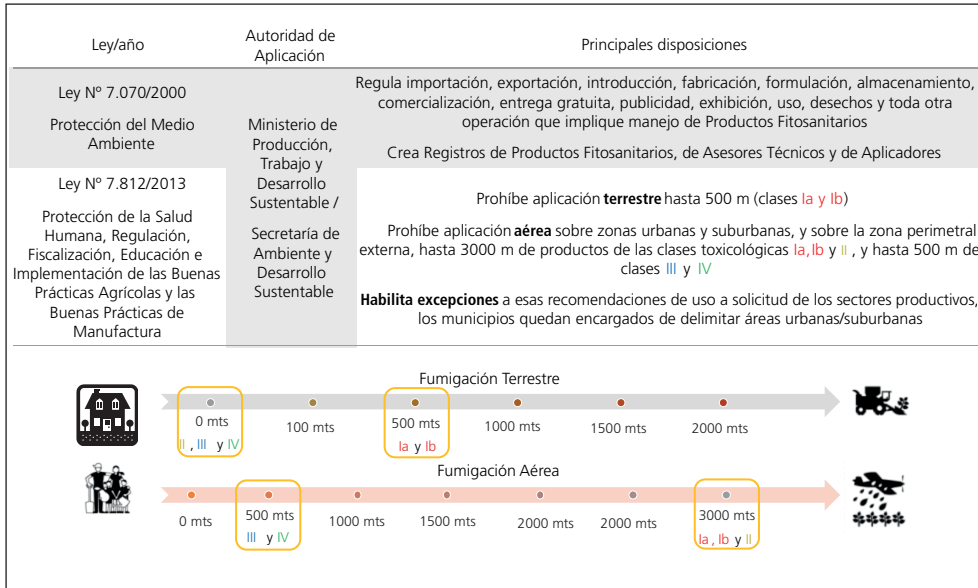 Ley/año
Autoridad de
Aplicación
Principales disposiciones
Ley Nº 7.070/2000
Protección del Medio
Ambiente
Ministerio de
Producción,
Trabajo y
Desarrollo
Sustentable /
Secretaría de
Ambiente y
Desarrollo
Sustentable
Regula importación, exportación, introducción, fabricación, formulación, almacenamiento,
comercialización, entrega gratuita, publicidad, exhibición, uso, desechos y toda otra
operación que implique manejo de Productos Fitosanitarios
Crea Registros de Productos Fitosanitarios, de Asesores Técnicos y de Aplicadores
Ley Nº 7.812/2013
Protección de la Salud
Humana, Regulación,
Fiscalización, Educación e
Implementación de las Buenas
Prácticas Agrícolas y las
Buenas Prácticas de
Manufactura
Prohíbe aplicación terrestre hasta 500 m (clases Ia y Ib)
Prohíbe aplicación aérea sobre zonas urbanas y suburbanas, y sobre la zona perimetral
externa, hasta 3000 m de productos de las clases toxicológicas Ia,Ib y II , y hasta 500 m de
clases III y IV
Habilita excepciones a esas recomendaciones de uso a solicitud de los sectores productivos,
los municipios quedan encargados de delimitar áreas urbanas/suburbanas
Fumigación Terrestre
0 mts
100 mts
500 mts
1000 mts
1500 mts
2000 mts
II , III y IV
Ia y Ib
Fumigación Aérea
0 mts
500 mts
1000 mts
1500 mts
2000 mts
2000 mts
3000 mts
III y IV
Ia , Ib y II